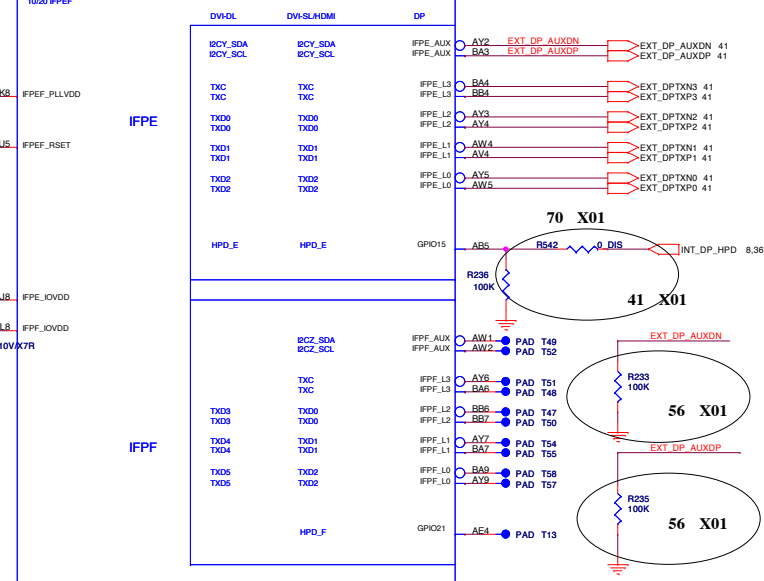 10/20 IFPEF
DVI-DL DVI-SL/HDMI DP
I2CY_SDA I2CY_SDA IFPE_AUX AY2 EXT_DP_AUXDN EXT_DP_AUXDN 41
I2CY_SCL I2CY_SCL IFPE_AUX BA3 EXT_DP_AUXDP EXT_DP_AUXDP 41
TXC TXC IFPE_L3 BA4 EXT_DPTXN3 41
K8 IFPEF_PLLVDD TXC TXC IFPE_L3 BB4 EXT_DPTXP3 41
TXD0 TXD0 IFPE_L2 AY3 EXT_DPTXN2 41
IFPE
TXD0 TXD0 IFPE_L2 AY4 EXT_DPTXP2 41
U5 IFPEF_RSET TXD1 TXD1 IFPE_L1 AW4 EXT_DPTXN1 41
TXD1 TXD1 IFPE_L1 AV4 EXT_DPTXP1 41
TXD2 TXD2 IFPE_L0 AY5 EXT_DPTXN0 41
TXD2 TXD2 IFPE_L0 AW5 EXT_DPTXP0 41
70 X01
HPD_E HPD_E GPIO15 AB5 R542 0_DIS INT_DP_HPD 8,36
R236
100K
J8 IFPE_IOVDD 41 X01
L8 IFPF_IOVDD
10V/X7R
I2CZ_SDA IFPF_AUX AW1 PAD T49 EXT_DP_AUXDN
I2CZ_SCL IFPF_AUX AW2 PAD T52
TXC IFPF_L3 AY6 PAD T51 R233
TXC IFPF_L3 BA6 PAD T48 100K
TXD3 TXD0 IFPF_L2 BB6 PAD T47 56 X01
TXD3 TXD0 IFPF_L2 BB7 PAD T50
TXD4 TXD1 IFPF_L1 AY7 PAD T54
IFPF
TXD4 TXD1 IFPF_L1 BA7 PAD T55 EXT_DP_AUXDP
TXD5 TXD2 IFPF_L0 BA9 PAD T58
TXD5 TXD2 IFPF_L0 AY9 PAD T57
R235
100K
56 X01
HPD_F GPIO21 AE4 PAD T13